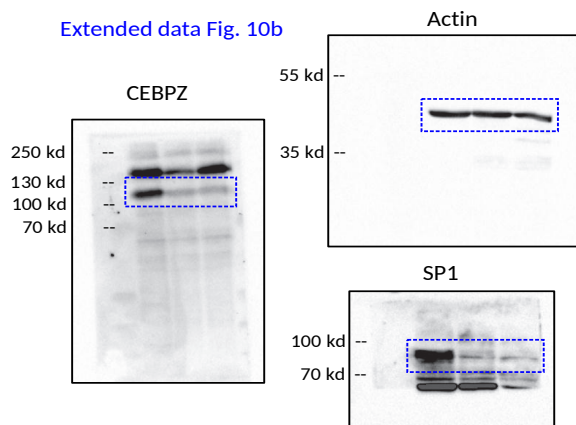 Extended data Fig. 10b
Actin
55 kd --
35 kd --
CEBPZ
250 kd --
130 kd --
100 kd --
70 kd --
SP1
100 kd --
70 kd --